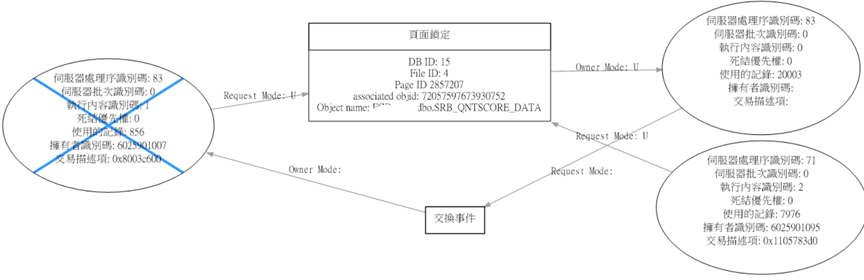 伺服器處理序識別碼: 83
伺服器批次識別碼: 0
執行內容識別碼: 1
死結優先權: 0
使用的記錄: 856
擁有者識別碼: 6025901007
交易描述項: 0x8003c600
Request Mode: U
頁面鎖定
DB ID: 15
File ID: 4
Page ID 2857207
associated objid: 72057597673930752
Object name: dbo.SRB_QNTSCORE_DATA
Owner Mode: U
伺服器處理序識別碼: 83
伺服器批次識別碼: 0
執行內容識別碼: 0
死結優先權: 0
使用的記錄: 20003
擁有者識別碼:
交易描述項:
Request Mode: U
Request Mode:
Owner Mode:
交換事件
伺服器處理序識別碼: 71
伺服器批次識別碼: 0
執行內容識別碼: 2
死結優先權: 0
使用的記錄: 7976
擁有者識別碼: 6025901095
交易描述項: 0x1105783d0